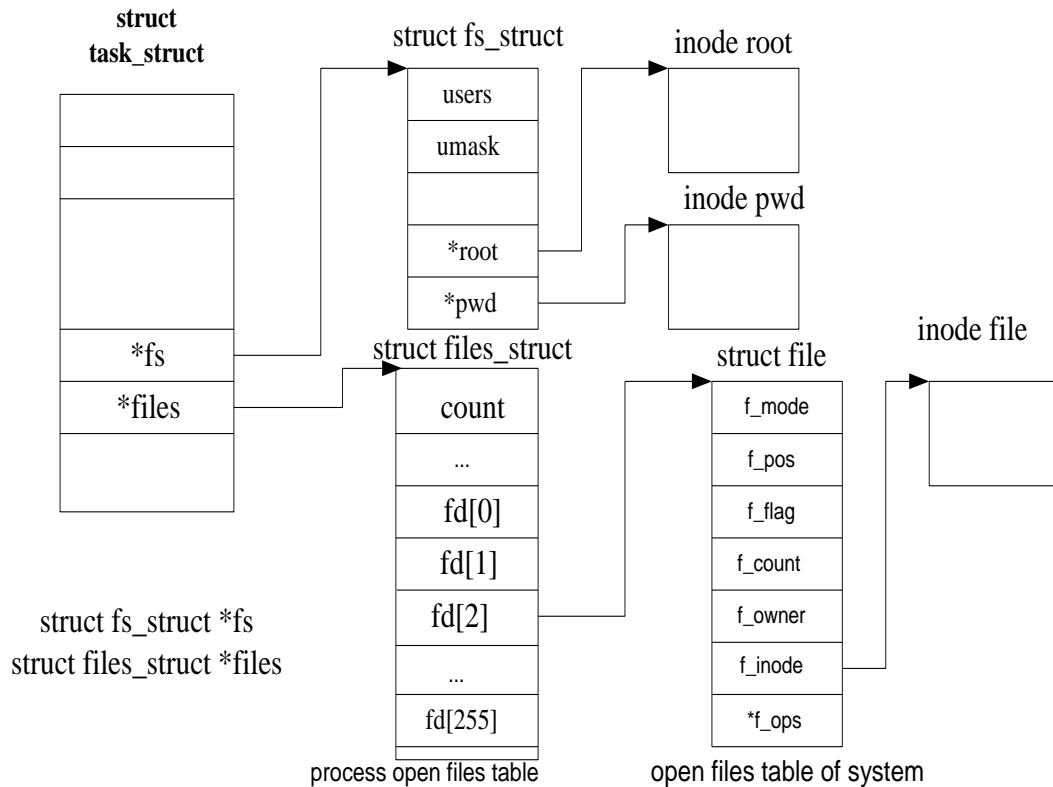 struct
task_struct
*fs
*files
struct fs_struct *fs
struct files_struct *files
struct fs_struct
users
umask
*root
*pwd
inode root
inode pwd
struct files_struct
count
...
fd[0]
fd[1]
fd[2]
...
fd[255]
process open files table
struct file
f_mode
f_pos
f_flag
f_count
f_owner
f_inode
*f_ops
open files table of system
inode file